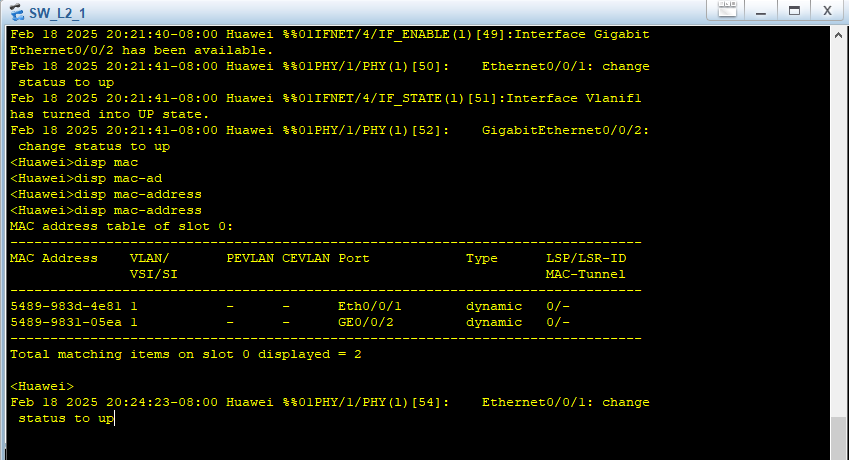 SW_L2_1
X
Feb 18 2025 20:21:40-08:00 Huawei %%01IFNET/4/IF_ENABLE(l)[49]:Interface Gigabit
Ethernet0/0/2 has been available.
Feb 18 2025 20:21:41-08:00 Huawei %%01PHY/1/PHY(l)[50]:    Ethernet0/0/1: change
 status to up
Feb 18 2025 20:21:41-08:00 Huawei %%01IFNET/4/IF_STATE(l)[51]:Interface Vlanif1
has turned into UP state.
Feb 18 2025 20:21:41-08:00 Huawei %%01PHY/1/PHY(l)[52]:    GigabitEthernet0/0/2:
 change status to up
<Huawei>disp mac
<Huawei>disp mac-ad
<Huawei>disp mac-address
<Huawei>disp mac-address
MAC address table of slot 0:
-------------------------------------------------------------------------------
MAC Address    VLAN/       PEVLAN CEVLAN Port            Type      LSP/LSR-ID
               VSI/SI                                              MAC-Tunnel
-------------------------------------------------------------------------------
5489-983d-4e81 1           -      -      Eth0/0/1        dynamic   0/-
5489-9831-05ea 1           -      -      GE0/0/2         dynamic   0/-
-------------------------------------------------------------------------------
Total matching items on slot 0 displayed = 2
<Huawei>
Feb 18 2025 20:24:23-08:00 Huawei %%01PHY/1/PHY(l)[54]:    Ethernet0/0/1: change
 status to up